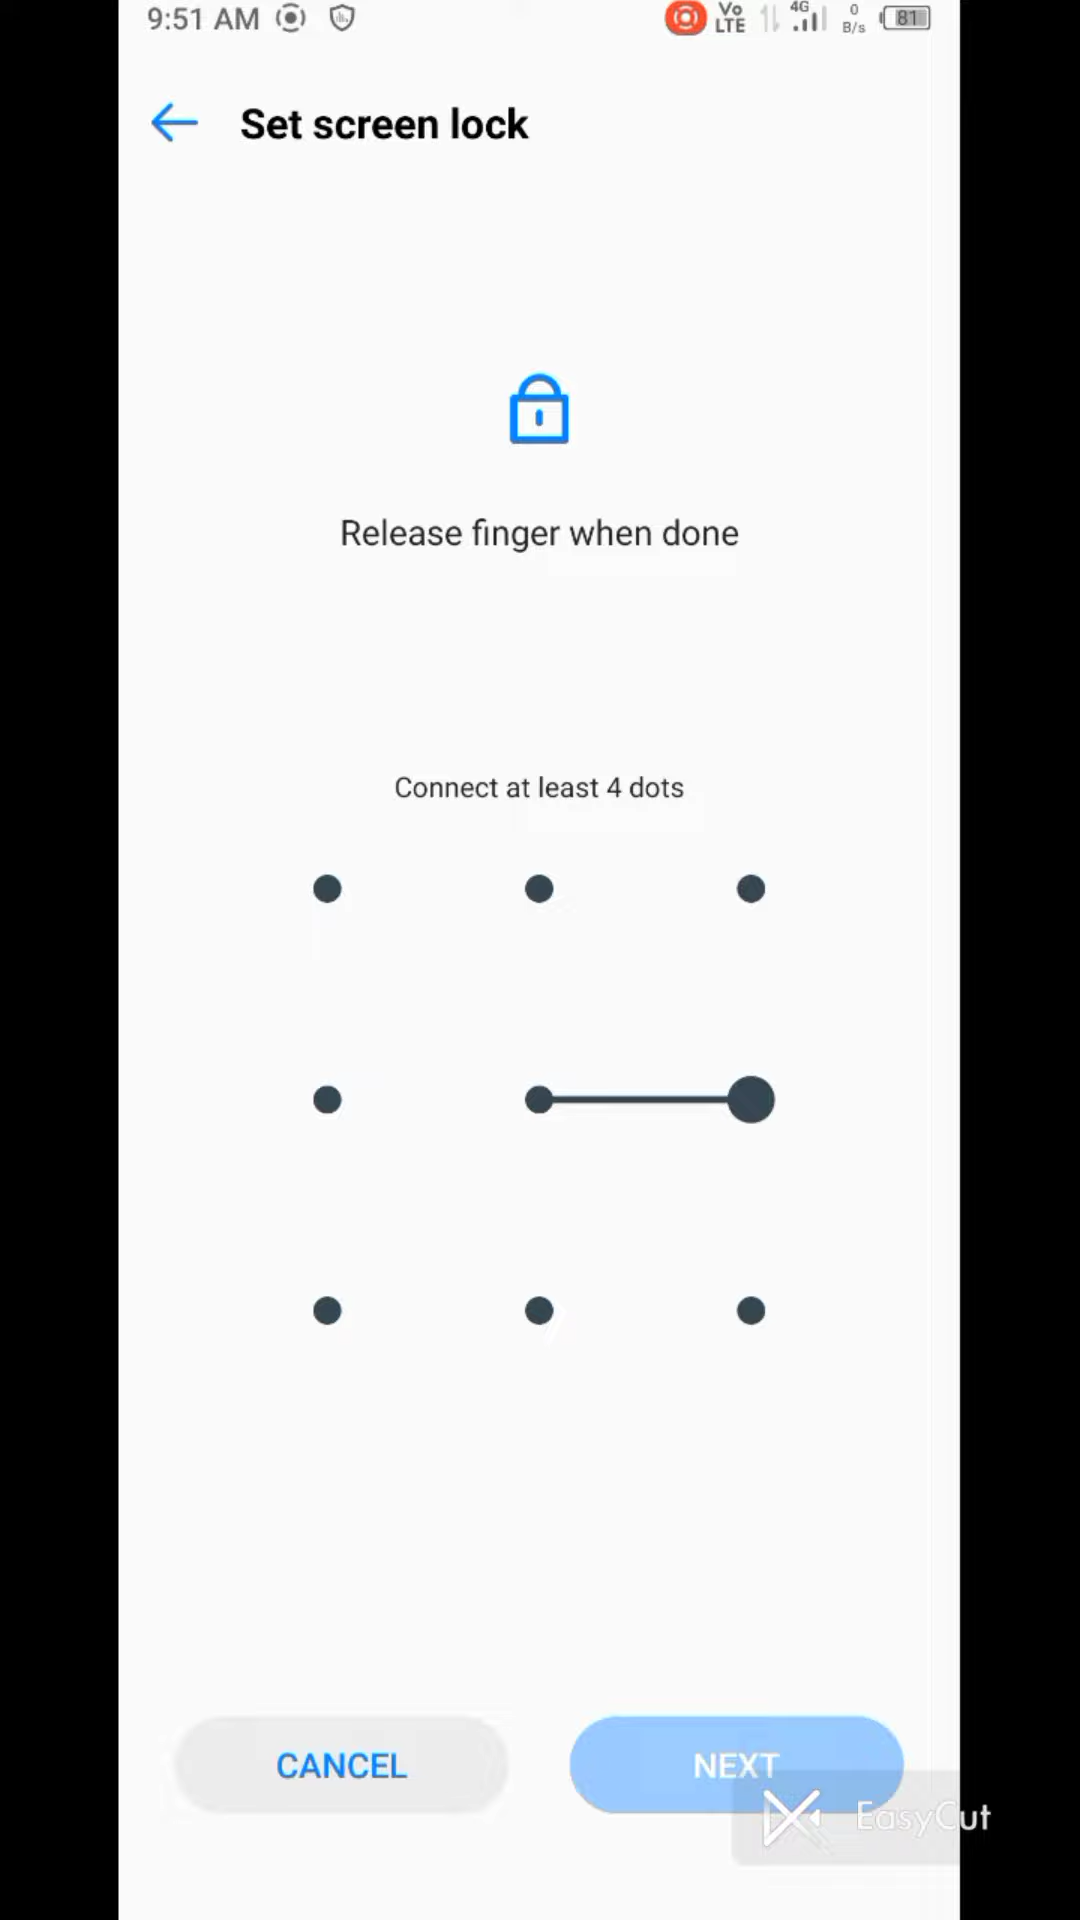 9:51 AM Vo LTE 4G 0 B/s 81
Set screen lock
Release finger when done
Connect at least 4 dots
CANCEL NEXT
EasyCut